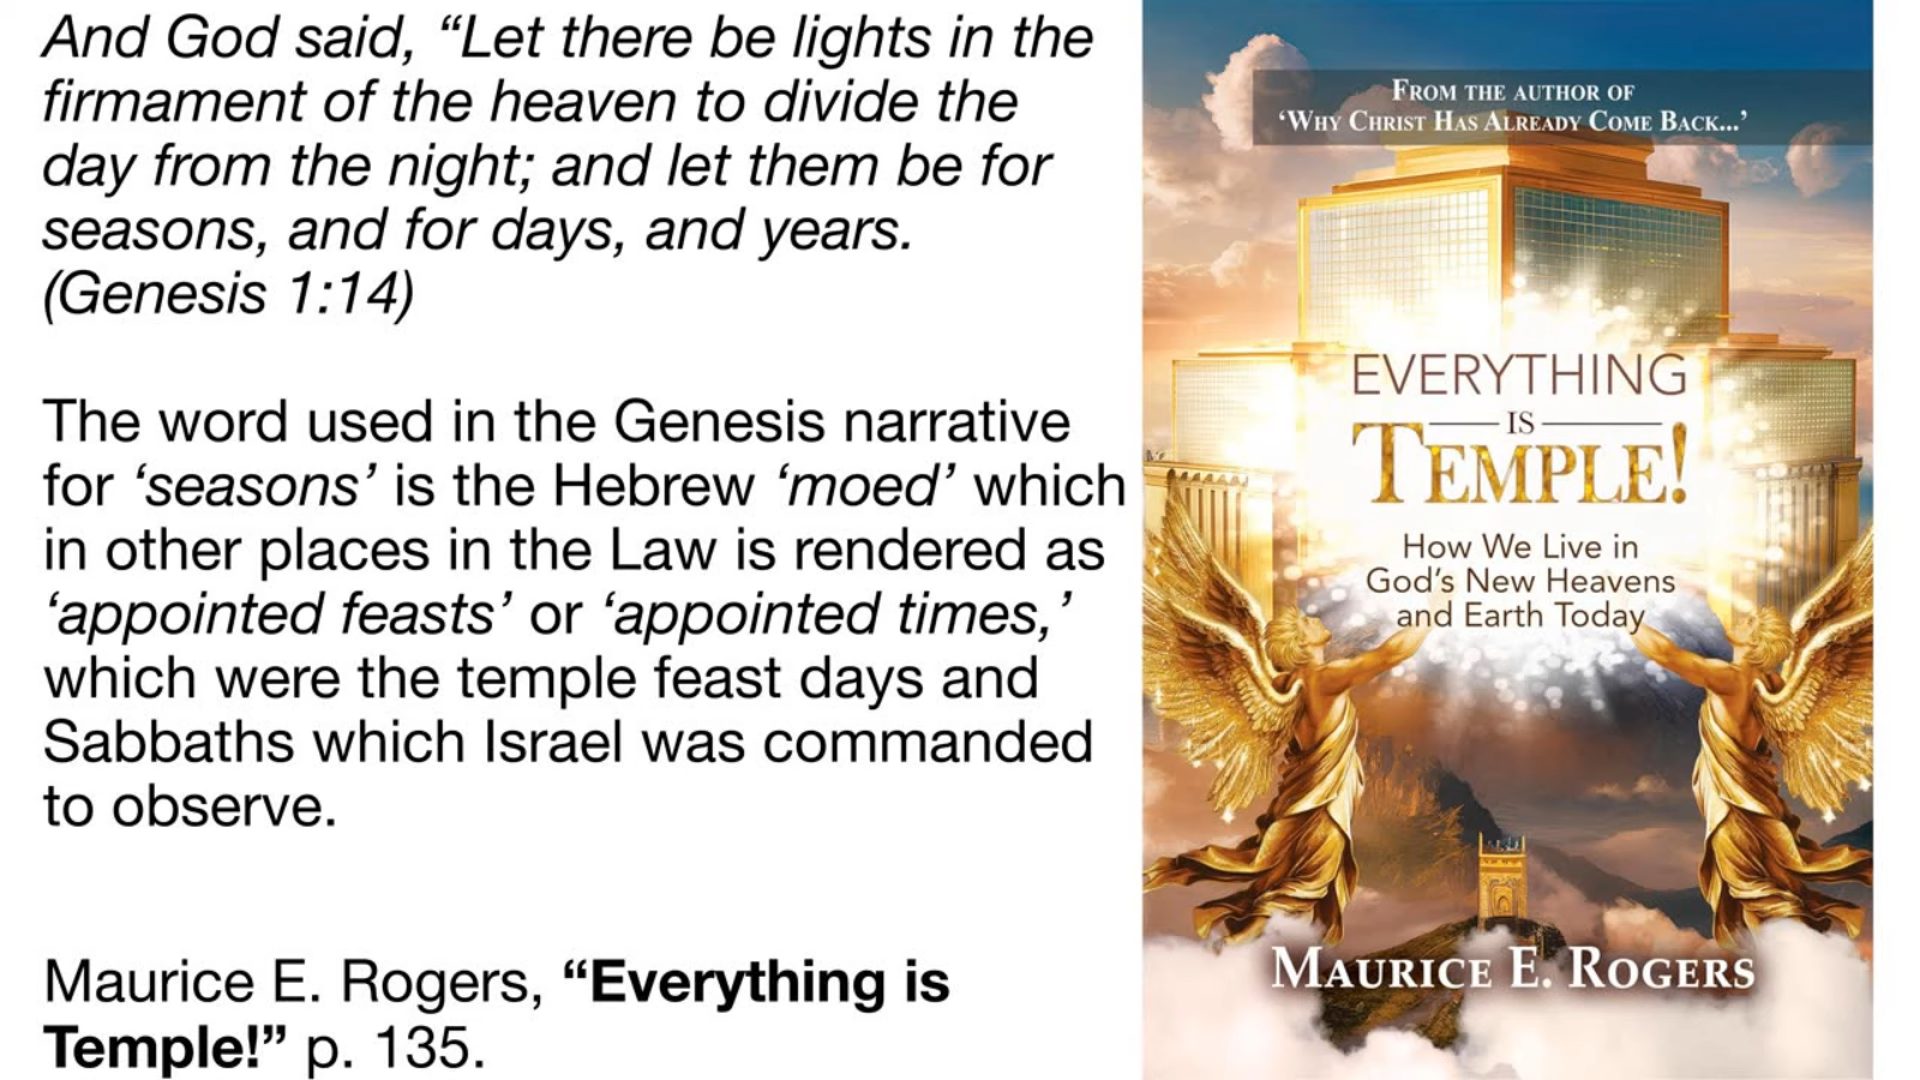 And God said, “Let there be lights in the
firmament of the heaven to divide the
day from the night; and let them be for
seasons, and for days, and years.
(Genesis 1:14)
The word used in the Genesis narrative
for ‘seasons’ is the Hebrew ‘moed’ which
in other places in the Law is rendered as
‘appointed feasts’ or ‘appointed times,’
which were the temple feast days and
Sabbaths which Israel was commanded
to observe.
Maurice E. Rogers, “Everything is
Temple!” p. 135.
From the author of
‘Why Christ Has Already Come Back...’
EVERYTHING
IS
TEMPLE!
How We Live in
God’s New Heavens
and Earth Today
Maurice E. Rogers